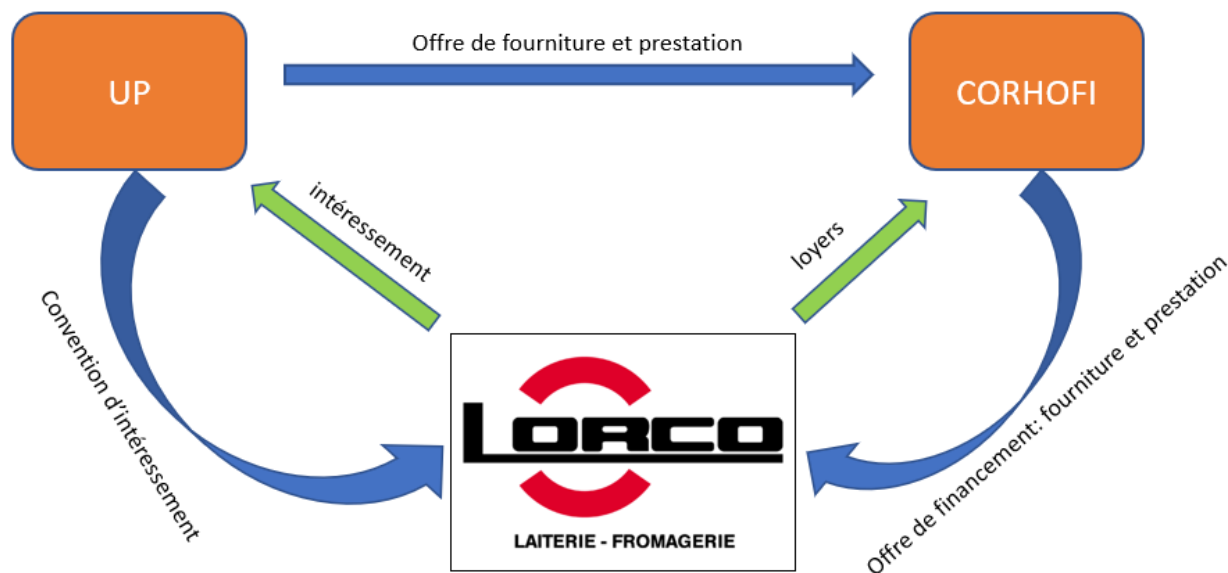 Offre de fourniture et prestation
UP
CORHOFI
intéressement
loyers
Convention d'intéressement
Offre de financement: fourniture et prestation
LORCO
LAITERIE - FROMAGERIE